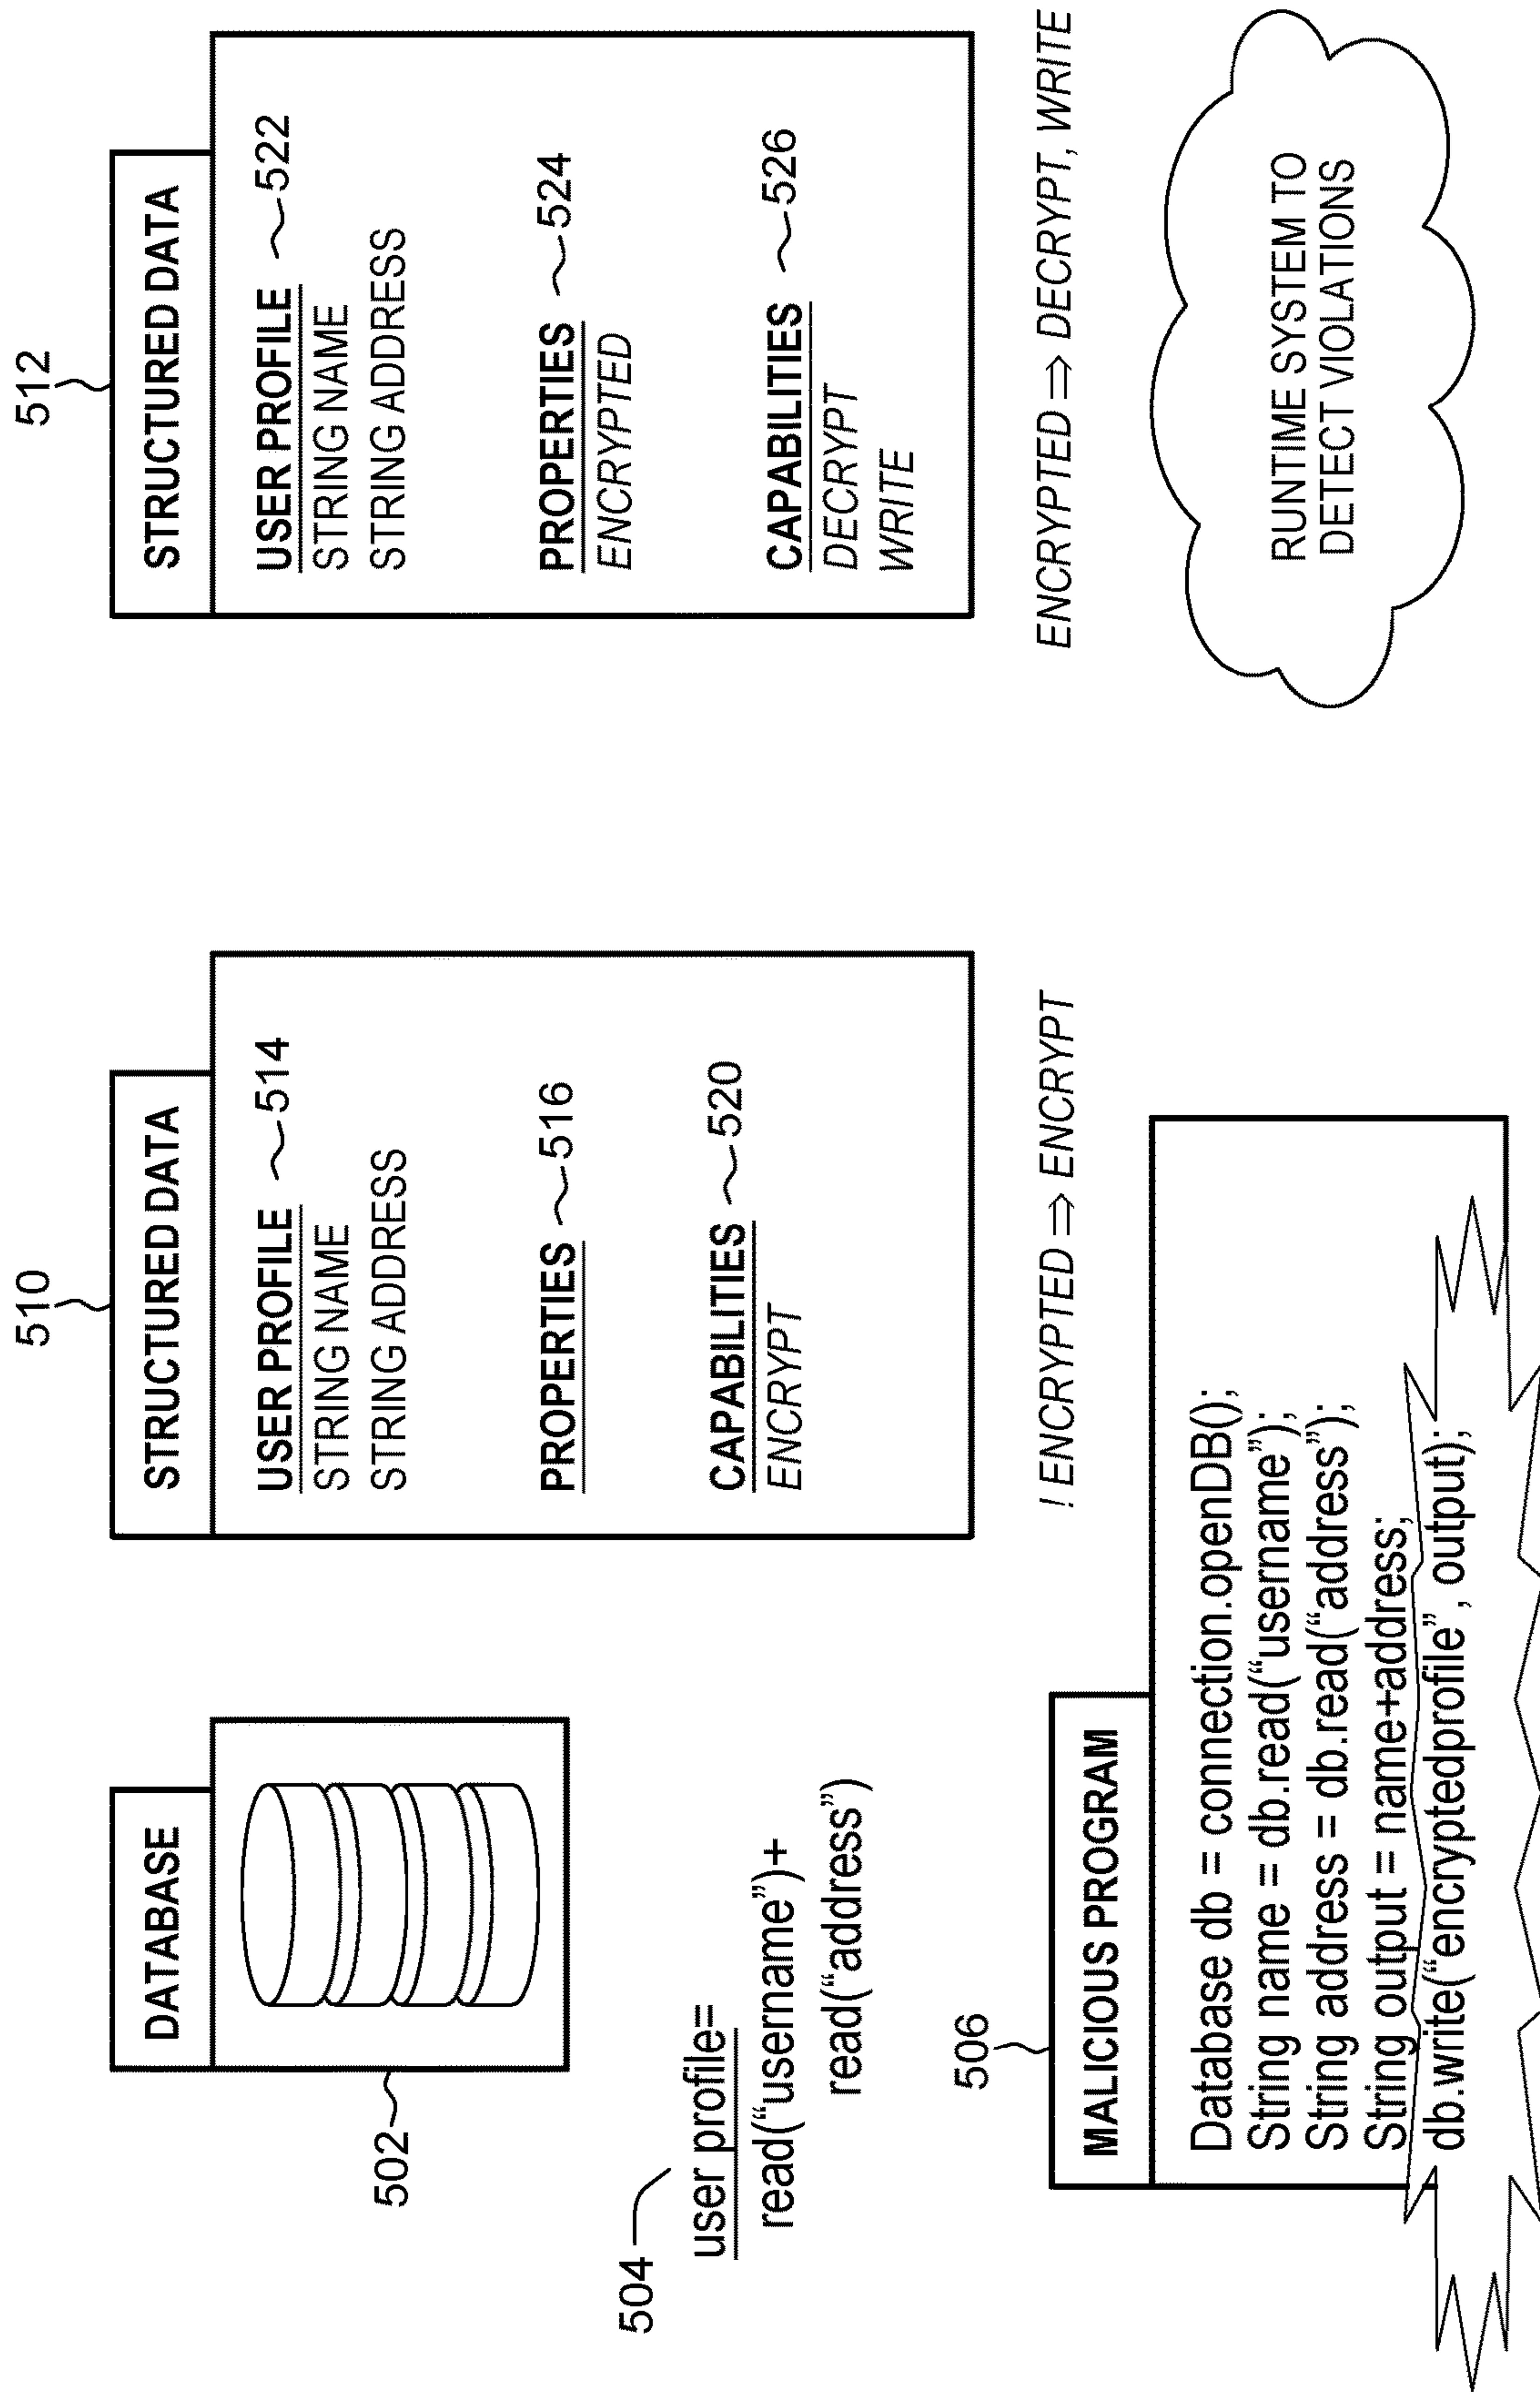 DATABASE
502
504
user profile=
read(“username”)+
read(“address”)
510
STRUCTURED DATA
USER PROFILE 514
STRING NAME
STRING ADDRESS
PROPERTIES 516
CAPABILITIES 520
ENCRYPT
! ENCRYPTED ⇒ ENCRYPT
512
STRUCTURED DATA
USER PROFILE 522
STRING NAME
STRING ADDRESS
PROPERTIES 524
ENCRYPTED
CAPABILITIES 526
DECRYPT
WRITE
ENCRYPTED ⇒ DECRYPT, WRITE
506
MALICIOUS PROGRAM
Database db = connection.openDB();
String name = db.read(“username”);
String address = db.read(“address”);
String output = name+address;
db.write(“encryptedprofile”, output);
RUNTIME SYSTEM TO
DETECT VIOLATIONS